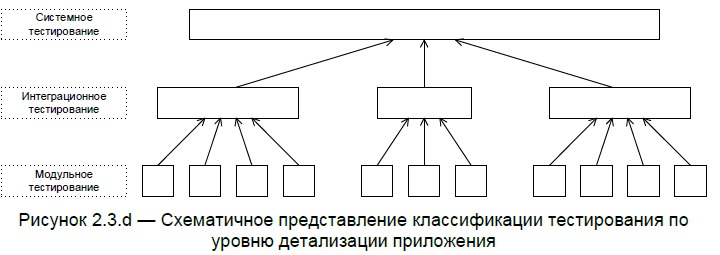 Системное
тестирование
Интеграционное
тестирование
Модульное
тестирование
Рисунок 2.3.d — Схематичное представление классификации тестирования по
уровню детализации приложения